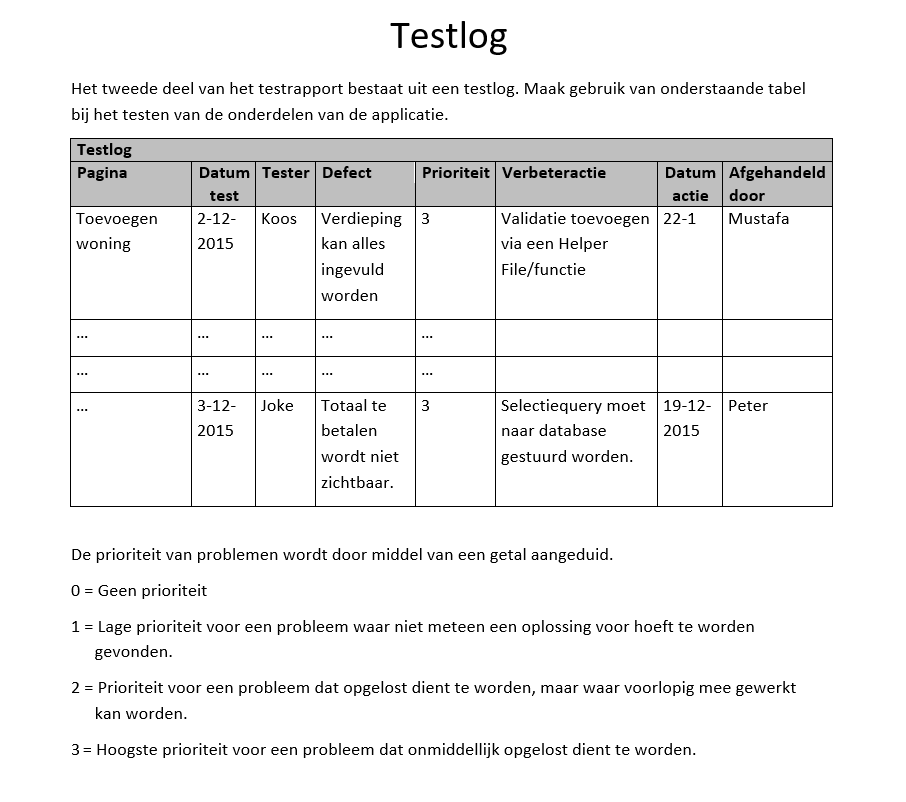 Testlog
Het tweede deel van het testrapport bestaat uit een testlog. Maak gebruik van onderstaande tabel
bij het testen van de onderdelen van de applicatie.
Testlog
Pagina Datum test Tester Defect Prioriteit Verbeteractie Datum actie Afgehandeld door
Toevoegen woning 2-12-2015 Koos Verdieping kan alles ingevuld worden 3 Validatie toevoegen via een Helper File/functie 22-1 Mustafa
... ... ... ... ...
... ... ... ... ...
... 3-12-2015 Joke Totaal te betalen wordt niet zichtbaar. 3 Selectiequery moet naar database gestuurd worden. 19-12-2015 Peter
De prioriteit van problemen wordt door middel van een getal aangeduid.
0 = Geen prioriteit
1 = Lage prioriteit voor een probleem waar niet meteen een oplossing voor hoeft te worden
gevonden.
2 = Prioriteit voor een probleem dat opgelost dient te worden, maar waar voorlopig mee gewerkt
kan worden.
3 = Hoogste prioriteit voor een probleem dat onmiddellijk opgelost dient te worden.